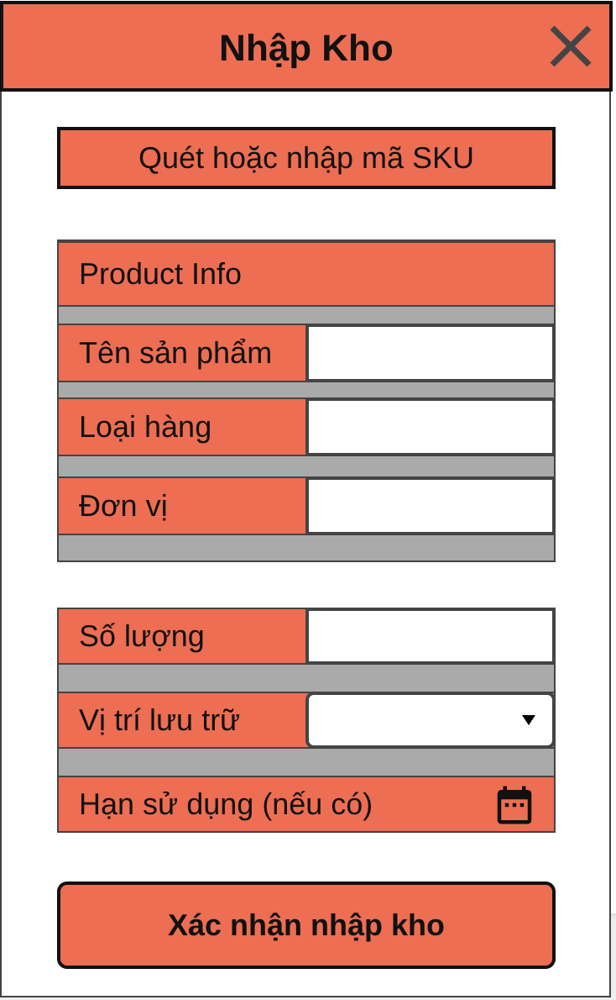 Nhập Kho
Quét hoặc nhập mã SKU
Product Info
Tên sản phẩm
Loại hàng
Đơn vị
Số lượng
Vị trí lưu trữ
Hạn sử dụng (nếu có)
Xác nhận nhập kho